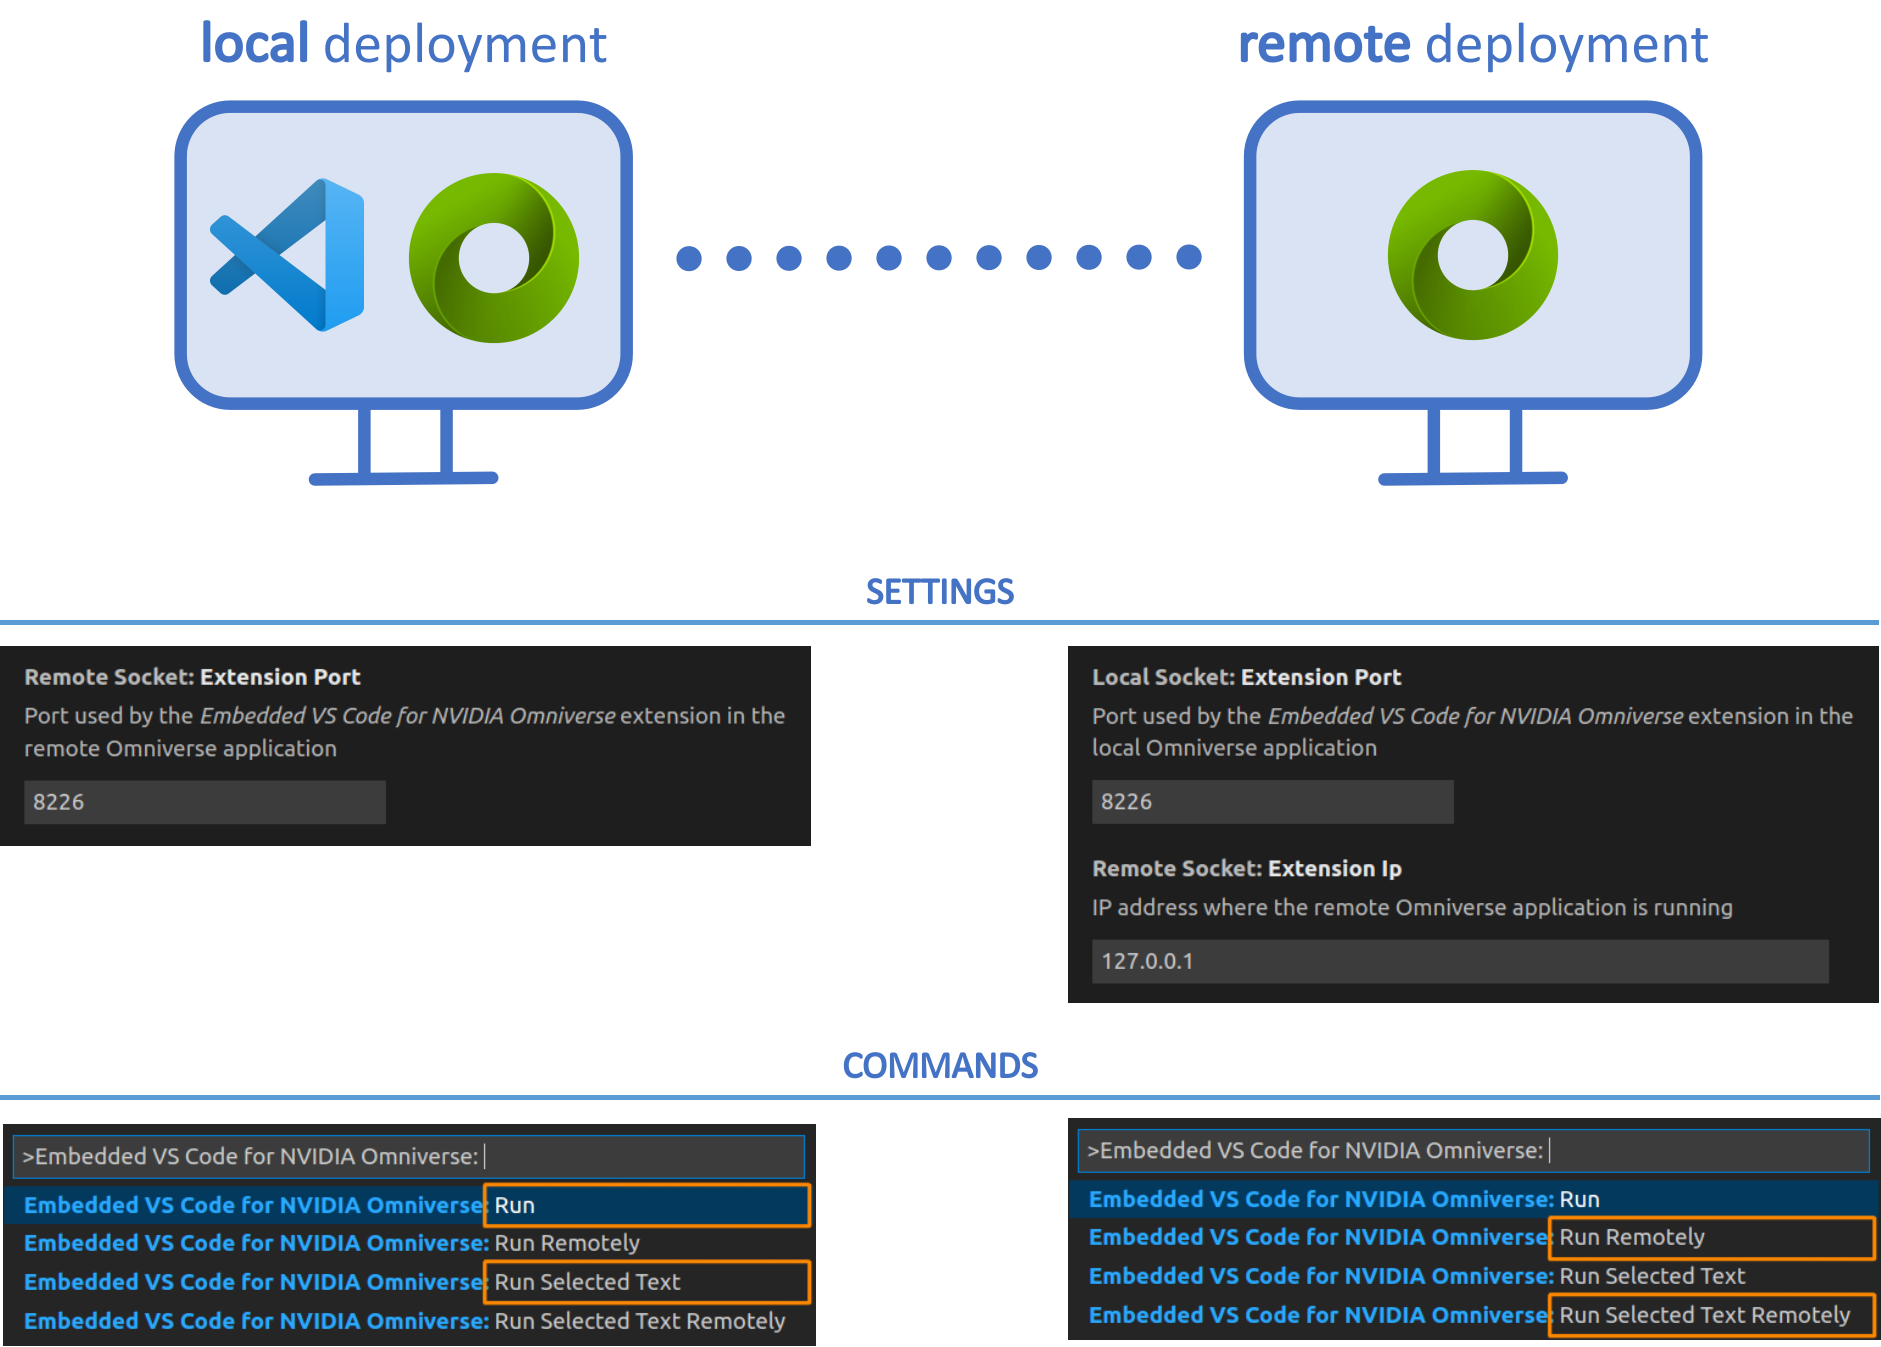 local deployment
remote deployment
SETTINGS
Remote Socket: Extension Port
Port used by the Embedded VS Code for NVIDIA Omniverse extension in the
remote Omniverse application
8226
Local Socket: Extension Port
Port used by the Embedded VS Code for NVIDIA Omniverse extension in the
local Omniverse application
8226
Remote Socket: Extension Ip
IP address where the remote Omniverse application is running
127.0.0.1
COMMANDS
>Embedded VS Code for NVIDIA Omniverse:
Embedded VS Code for NVIDIA Omniverse: Run
Embedded VS Code for NVIDIA Omniverse: Run Remotely
Embedded VS Code for NVIDIA Omniverse: Run Selected Text
Embedded VS Code for NVIDIA Omniverse: Run Selected Text Remotely
>Embedded VS Code for NVIDIA Omniverse:
Embedded VS Code for NVIDIA Omniverse: Run
Embedded VS Code for NVIDIA Omniverse: Run Remotely
Embedded VS Code for NVIDIA Omniverse: Run Selected Text
Embedded VS Code for NVIDIA Omniverse: Run Selected Text Remotely